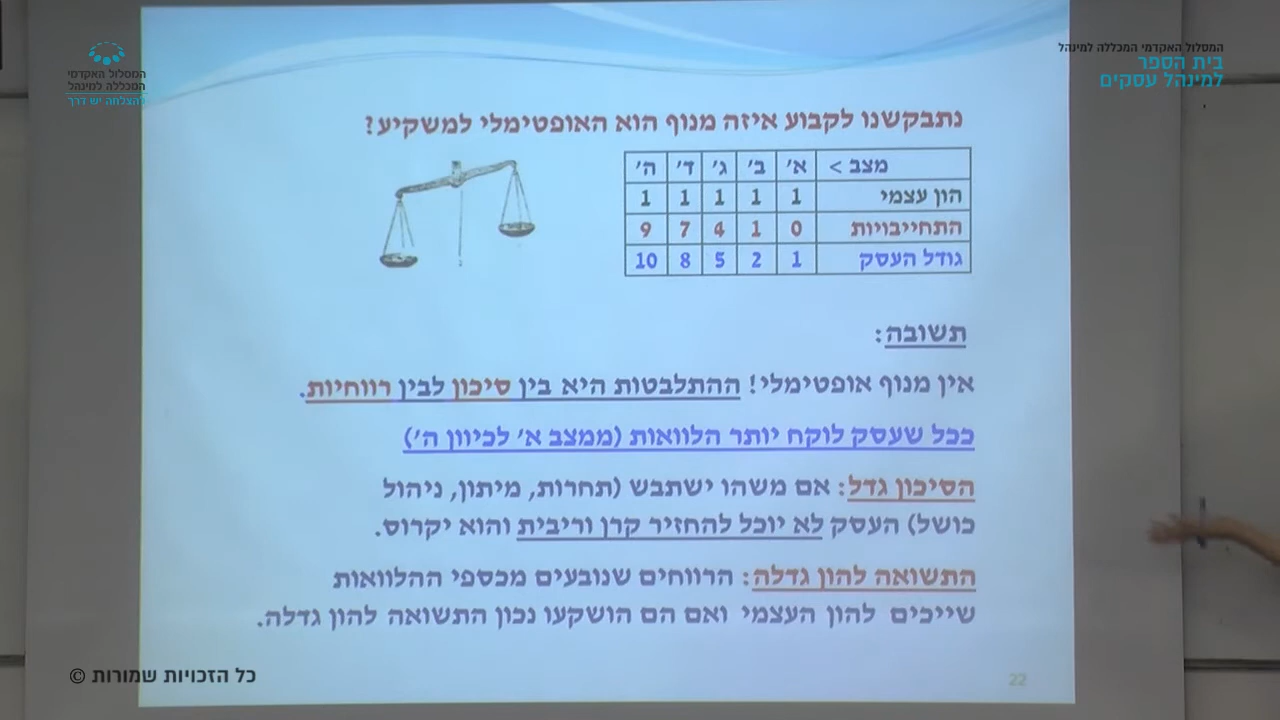 המסלול האקדמי המכללה למינהל
בית הספר
למינהל עסקים
המסלול האקדמי
המכללה למינהל
להצלחה יש דרך
נתבקשנו לקבוע איזה מנוף הוא האופטימלי למשקיע?
מצב > א' ב' ג' ד' ה'
הון עצמי 1 1 1 1 1
התחייבויות 0 1 4 7 9
גודל העסק 1 2 5 8 10
תשובה:
אין מנוף אופטימלי! ההתלבטות היא בין סיכון לבין רווחיות.
ככל שעסק לוקח יותר הלוואות (ממצב א' לכיוון ה')
הסיכון גדל: אם משהו ישתבש (תחרות, מיתון, ניהול
כושל) העסק לא יוכל להחזיר קרן וריבית והוא יקרוס.
התשואה להון גדלה: הרווחים שנובעים מכספי ההלוואות
שייכים להון העצמי ואם הם הושקעו נכון התשואה להון גדלה.
כל הזכויות שמורות ©
22